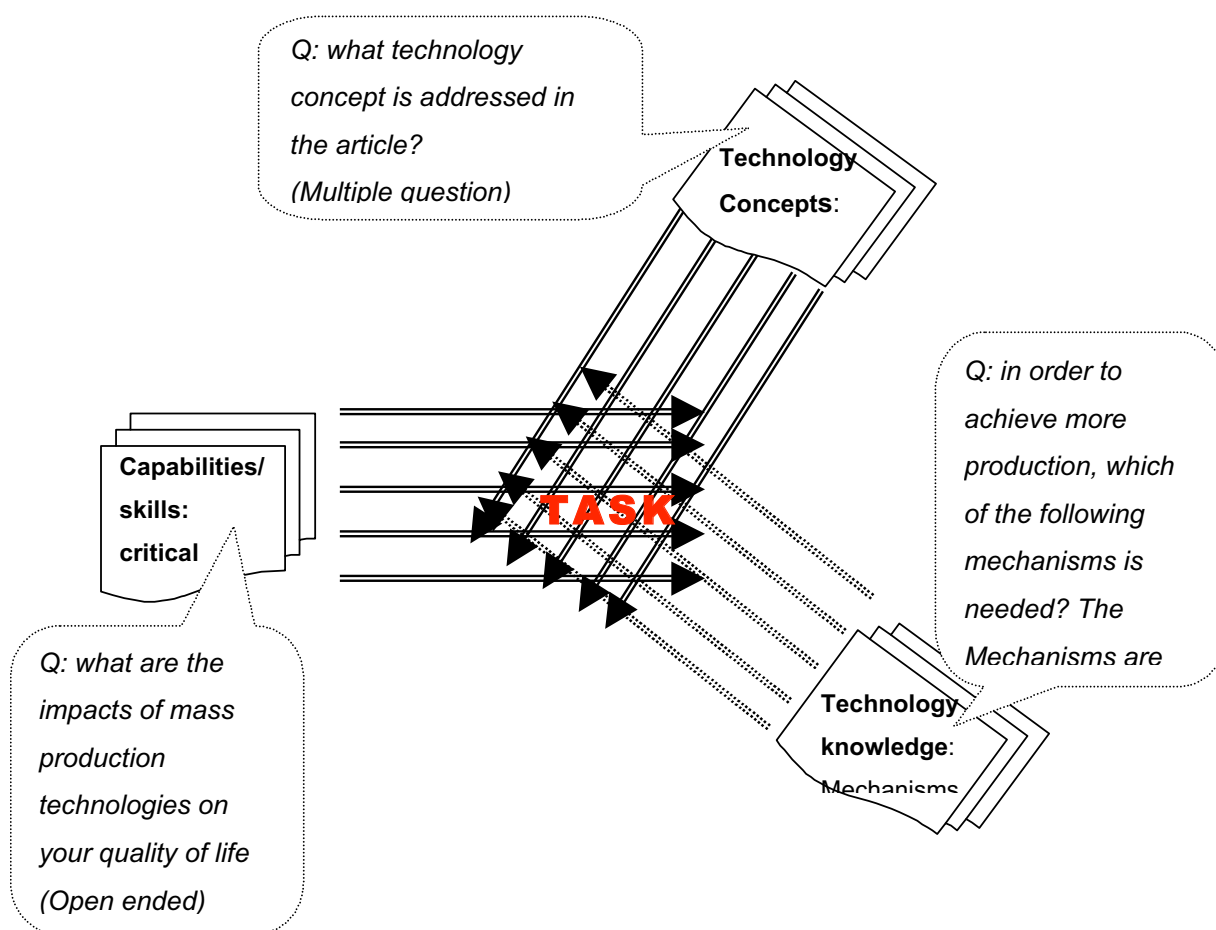 Q: what technology
concept is addressed in
the article?
(Multiple question)
Technology
Concepts:
Q: in order to
achieve more
production, which
of the following
mechanisms is
needed? The
Mechanisms are
Capabilities/
skills:
critical
TASK
Q: what are the
impacts of mass
production
technologies on
your quality of life
(Open ended)
Technology
knowledge:
Mechanisms